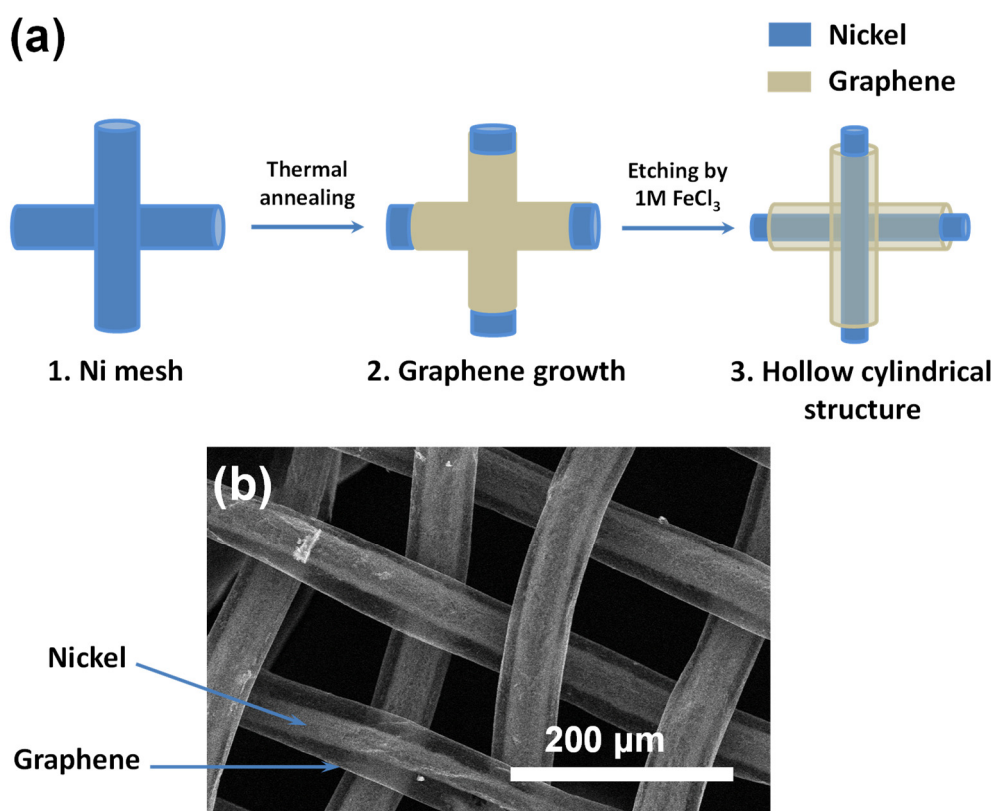 (a)
Nickel
Graphene
Thermal
annealing
Etching by
1M FeCl₃
1. Ni mesh
2. Graphene growth
3. Hollow cylindrical
structure
(b)
Nickel
Graphene
200 μm